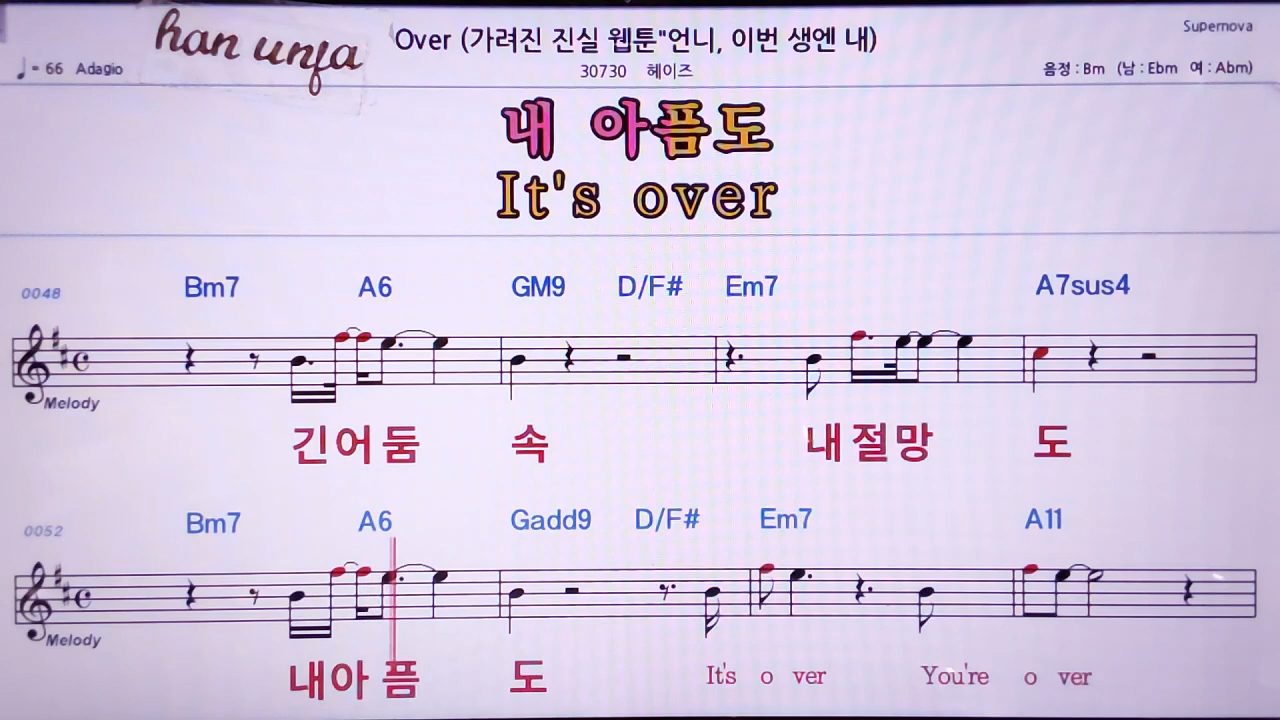 han unfa
Over (가려진 진실 웹툰"언니, 이번 생엔 내)
Supernova
♩= 66 Adagio
30730 헤이즈
음정 : Bm (남 : Ebm 여 : Abm)
내 아픔도
It's over
0048 Bm7 A6 GM9 D/F# Em7 A7sus4
Melody
긴어둠 속 내절망 도
0052 Bm7 A6 Gadd9 D/F# Em7 A11
Melody
내아픔 도 It's o ver You're o ver